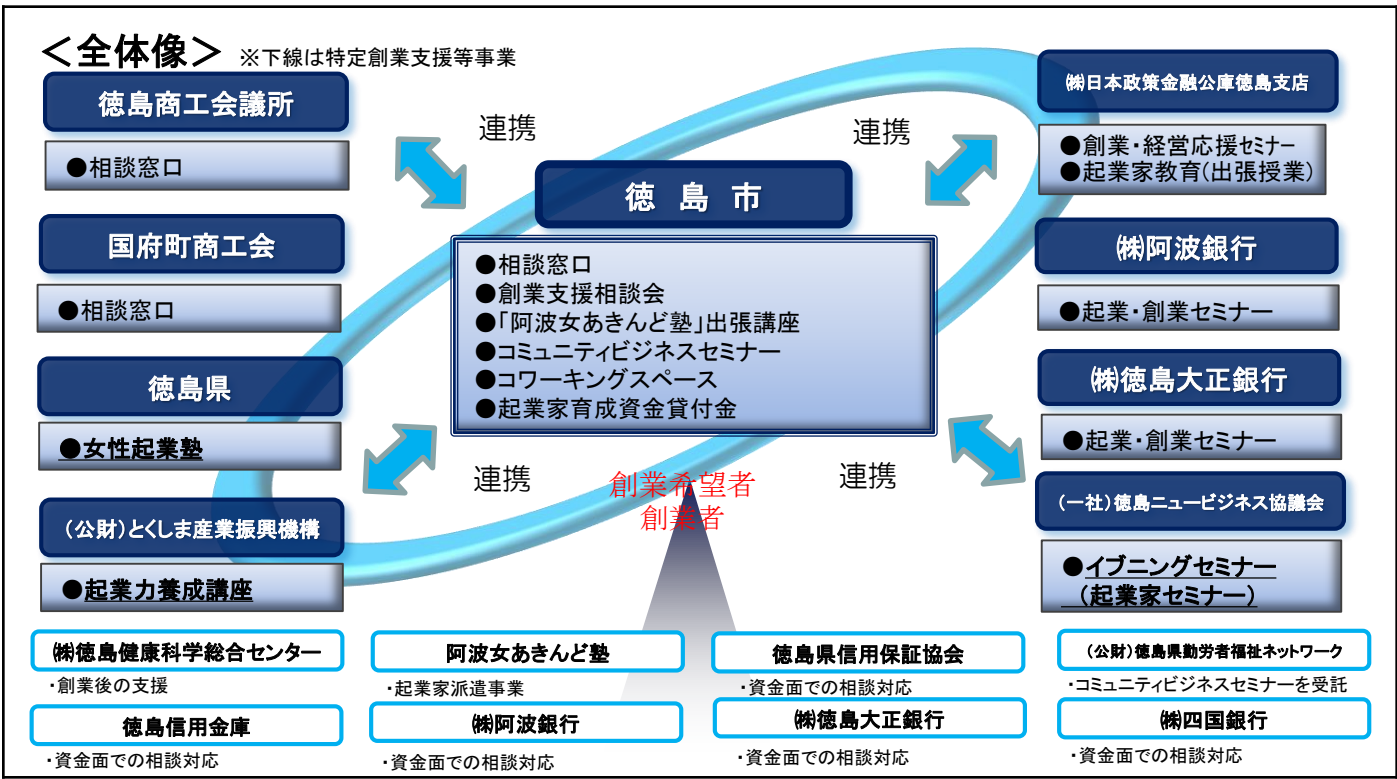 ＜全体像＞ ※下線は特定創業支援等事業
徳島商工会議所
●相談窓口
国府町商工会
●相談窓口
徳島県
●女性起業塾
（公財）とくしま産業振興機構
●起業力養成講座
連携
連携
徳島市
●相談窓口
●創業支援相談会
●「阿波女あきんど塾」出張講座
●コミュニティビジネスセミナー
●コワーキングスペース
●起業家育成資金貸付金
連携
連携
創業希望者
創業者
㈱日本政策金融公庫徳島支店
●創業・経営応援ｾﾐﾅｰ
●起業家教育(出張授業)
㈱阿波銀行
●起業・創業セミナー
㈱徳島大正銀行
●起業・創業セミナー
（一社）徳島ニュービジネス協議会
●イブニングセミナー
（起業家セミナー）
㈱徳島健康科学総合センター
・創業後の支援
阿波女あきんど塾
・起業家派遣事業
徳島県信用保証協会
・資金面での相談対応
（公財）徳島県勤労者福祉ネットワーク
・コミュニティビジネスセミナーを受託
徳島信用金庫
・資金面での相談対応
㈱阿波銀行
・資金面での相談対応
㈱徳島大正銀行
・資金面での相談対応
㈱四国銀行
・資金面での相談対応